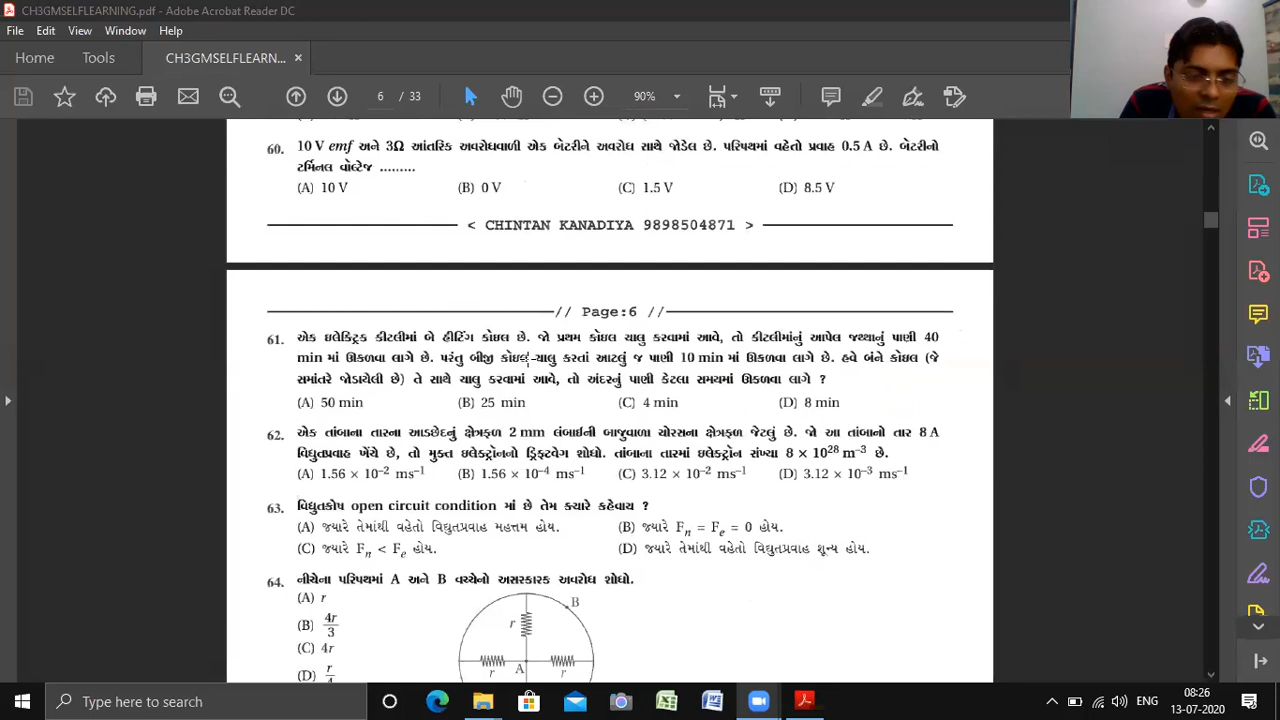 CH3GMSELFLEARNING.pdf - Adobe Acrobat Reader DC
File Edit View Window Help
Home Tools CH3GMSELFLEARN... ×
6 / 33 90%
60. 10 V emf અને 3Ω આંતરિક અવરોધવાળી એક બેટરીને અવરોધ સાથે જોડેલ છે. પરિપથમાં વહેતો પ્રવાહ 0.5 A છે. બેટરીનો
ટર્મિનલ વોલ્ટેજ .........
(A) 10 V (B) 0 V (C) 1.5 V (D) 8.5 V
< CHINTAN KANADIYA 9898504871 >
// Page:6 //
61. એક ઇલેક્ટ્રિક કીટલીમાં બે હીટિંગ કોઇલ છે. જો પ્રથમ કોઇલ ચાલુ કરવામાં આવે, તો કીટલીમાંનું આપેલ જથ્થાનું પાણી 40
min માં ઊકળવા લાગે છે. પરંતુ બીજી કોઇલ ચાલુ કરતાં આટલું જ પાણી 10 min માં ઊકળવા લાગે છે. હવે બંને કોઇલ (જે
સમાંતરે જોડાયેલી છે) તે સાથે ચાલુ કરવામાં આવે, તો અંદરનું પાણી કેટલા સમયમાં ઊકળવા લાગે ?
(A) 50 min (B) 25 min (C) 4 min (D) 8 min
62. એક તાંબાના તારના આડછેદનું ક્ષેત્રફળ 2 mm લંબાઈની બાજુવાળા ચોરસના ક્ષેત્રફળ જેટલું છે. જો આ તાંબાનો તાર 8 A
વિદ્યુતપ્રવાહ ખેંચે છે, તો મુક્ત ઇલેક્ટ્રૉનનો ડ્રિફ્ટવેગ શોધો. તાંબાના તારમાં ઇલેક્ટ્રૉન સંખ્યા 8 × 10²⁸ m⁻³ છે.
(A) 1.56 × 10⁻² ms⁻¹ (B) 1.56 × 10⁻⁴ ms⁻¹ (C) 3.12 × 10⁻² ms⁻¹ (D) 3.12 × 10⁻³ ms⁻¹
63. વિદ્યુતકોષ open circuit condition માં છે તેમ ક્યારે કહેવાય ?
(A) જ્યારે તેમાંથી વહેતો વિદ્યુતપ્રવાહ મહત્તમ હોય. (B) જ્યારે Fₙ = Fₑ = 0 હોય.
(C) જ્યારે Fₙ < Fₑ હોય. (D) જ્યારે તેમાંથી વહેતો વિદ્યુતપ્રવાહ શૂન્ય હોય.
64. નીચેના પરિપથમાં A અને B વચ્ચેનો અસરકારક અવરોધ શોધો.
(A) r
(B) 4r/3
(C) 4r
(D) r/4
B
r
A
r r
Type here to search
ENG
08:26
13-07-2020